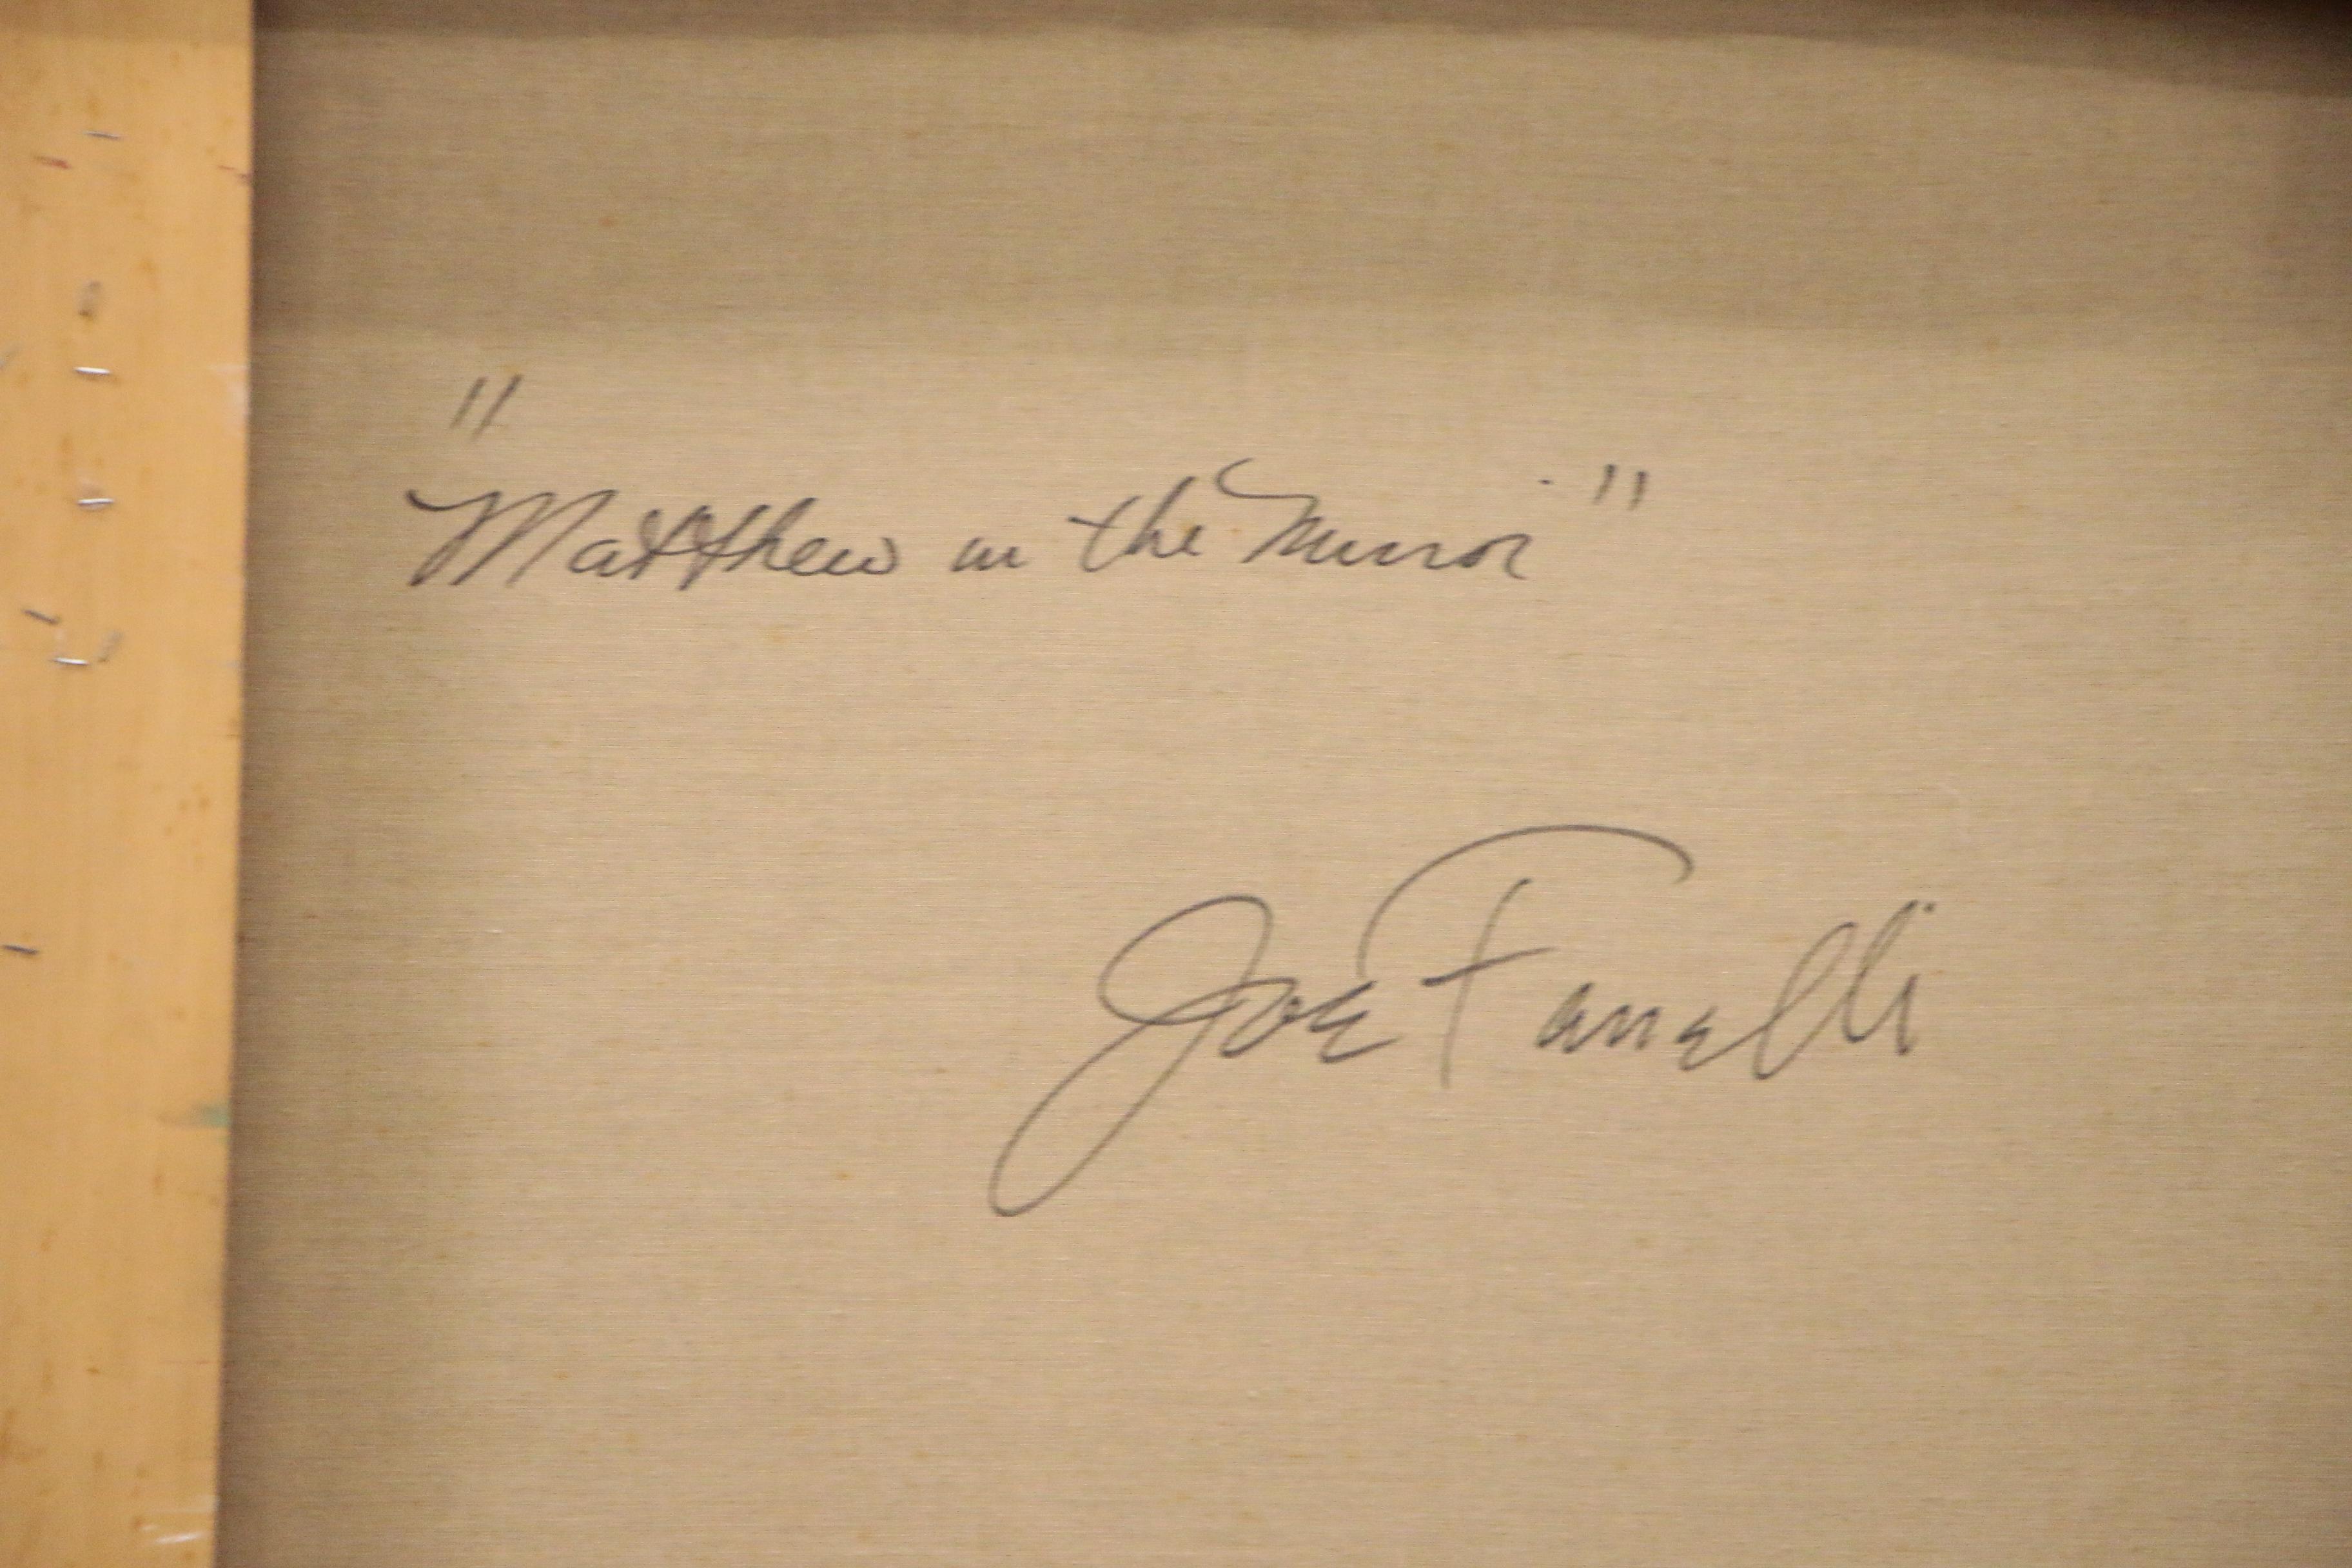 "Matthew in the Mirror"
Joe Fanelli